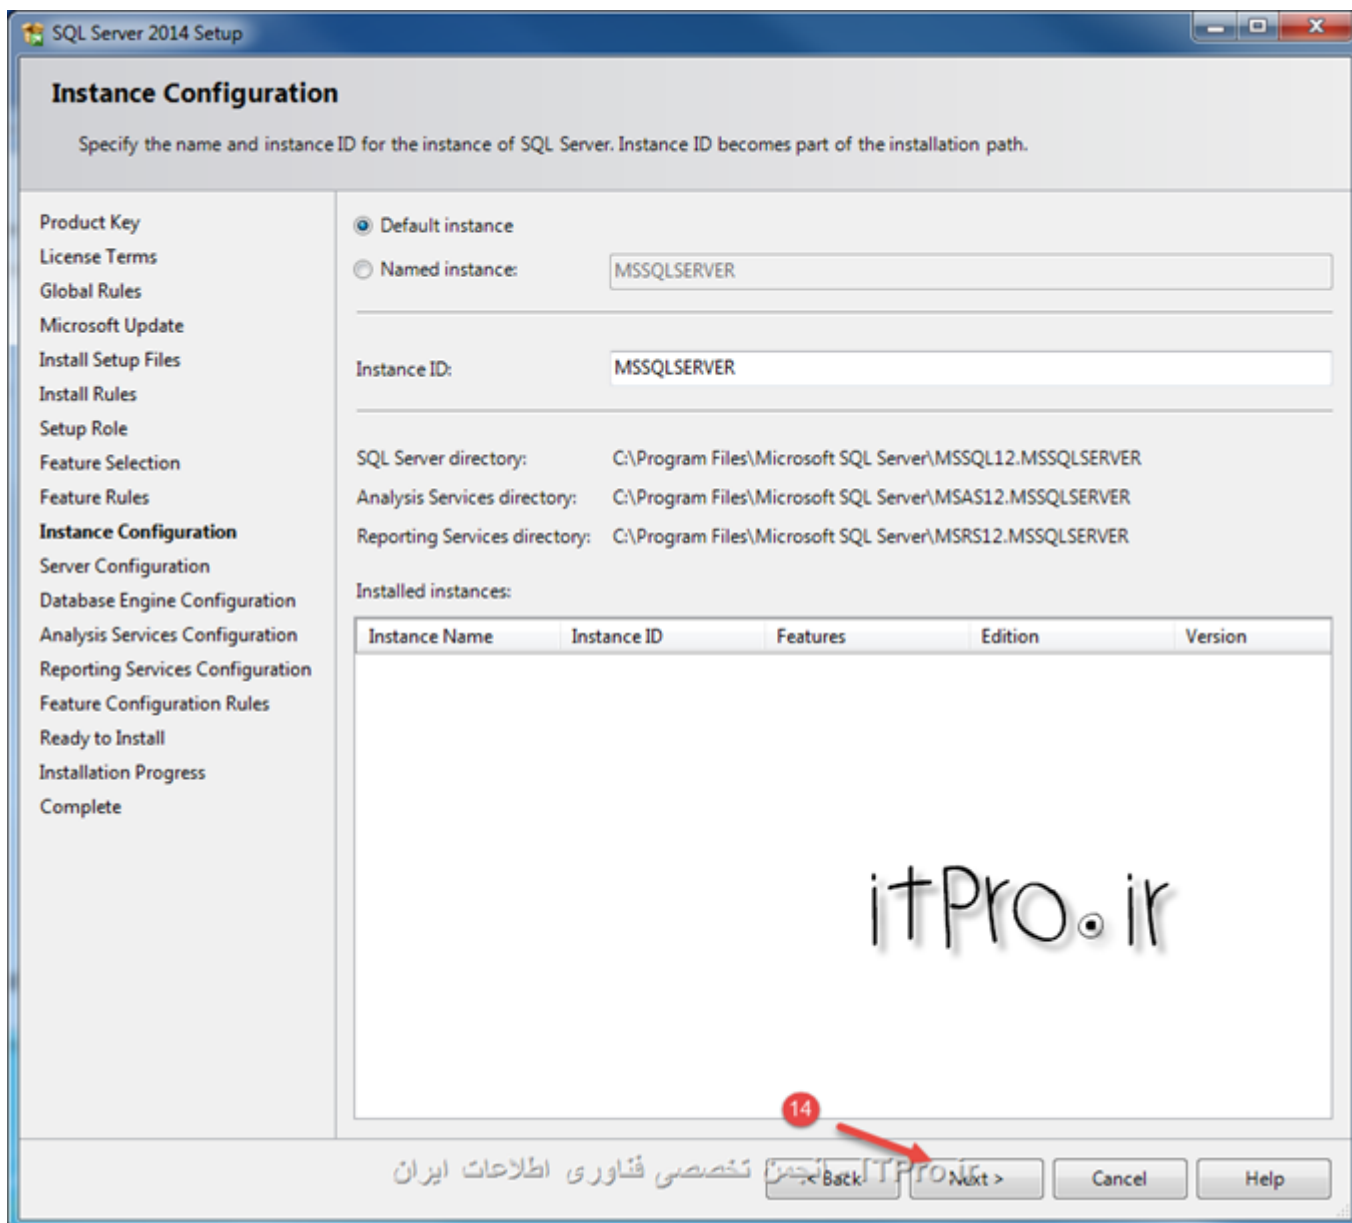 SQL Server 2014 Setup
Instance Configuration
Specify the name and instance ID for the instance of SQL Server. Instance ID becomes part of the installation path.
Product Key
License Terms
Global Rules
Microsoft Update
Install Setup Files
Install Rules
Setup Role
Feature Selection
Feature Rules
Instance Configuration
Server Configuration
Database Engine Configuration
Analysis Services Configuration
Reporting Services Configuration
Feature Configuration Rules
Ready to Install
Installation Progress
Complete
Default instance
Named instance: MSSQLSERVER
Instance ID: MSSQLSERVER
SQL Server directory: C:\Program Files\Microsoft SQL Server\MSSQL12.MSSQLSERVER
Analysis Services directory: C:\Program Files\Microsoft SQL Server\MSAS12.MSSQLSERVER
Reporting Services directory: C:\Program Files\Microsoft SQL Server\MSRS12.MSSQLSERVER
Installed instances:
Instance Name Instance ID Features Edition Version
itPro.ir
14
ITPro.ir - انجمن تخصصی فناوری اطلاعات ایران
< Back Next > Cancel Help